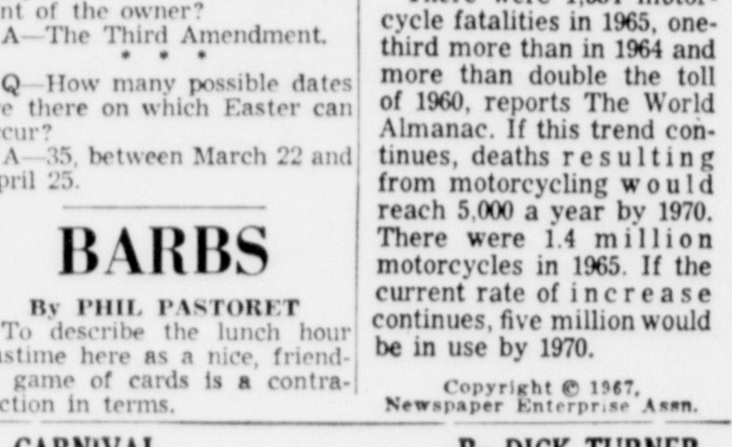 nt of the owner?
A—The Third Amendment.
* * *
Q—How many possible dates
e there on which Easter can
cur?
A—35, between March 22 and
pril 25.
BARBS
By PHIL PASTORET
To describe the lunch hour
stime here as a nice, friend-
game of cards is a contra-
ction in terms.
cycle fatalities in 1965, one-
third more than in 1964 and
more than double the toll
of 1960, reports The World
Almanac. If this trend con-
tinues, deaths resulting
from motorcycling would
reach 5,000 a year by 1970.
There were 1.4 million
motorcycles in 1965. If the
current rate of increase
continues, five million would
be in use by 1970.
Copyright © 1967,
Newspaper Enterprise Assn.
CARNIVAL
DICK TURNER